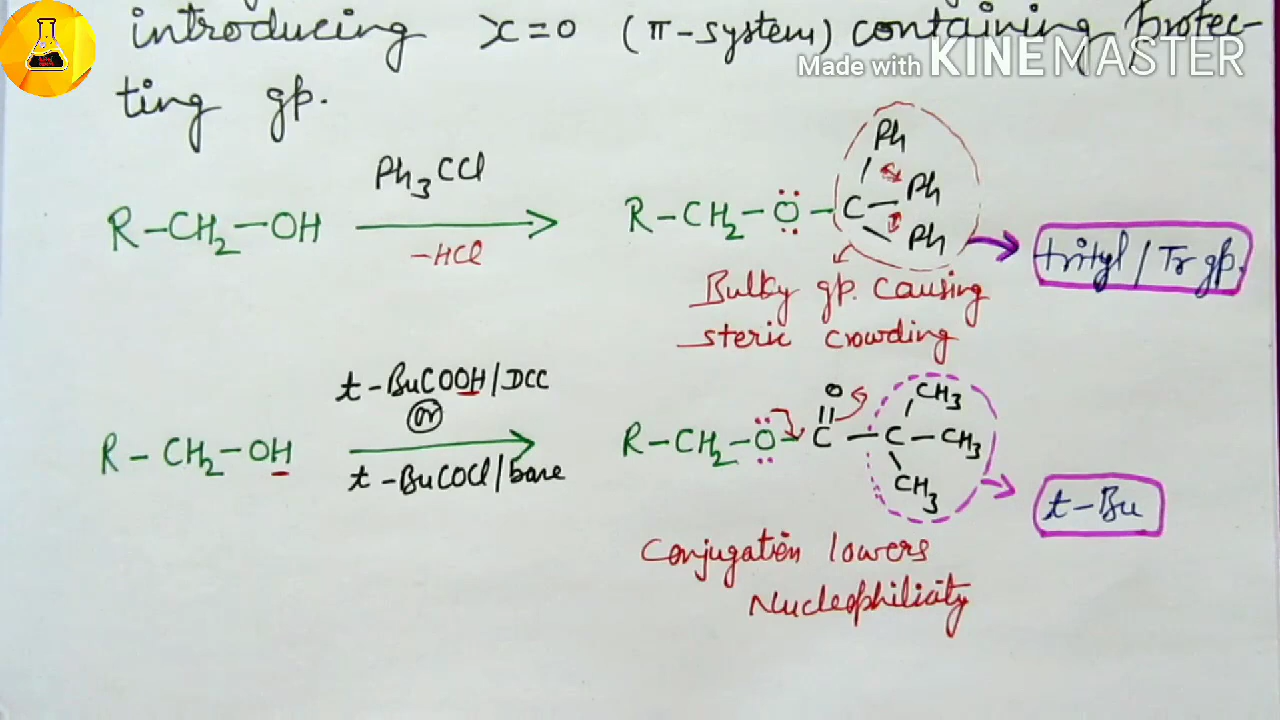 introducing x=o (π-system) containing protec-
Made with KINEMASTER
ting gp.
Ph₃CCl
R-CH₂-OH
-HCl
R-CH₂-O-C-Ph
Ph
Ph
Bulky gp. causing
steric crowding
trityl / Tr gp.
t-BuCOOH/DCC
or
t-BuCOCl/base
R-CH₂-OH
R-CH₂-O-C-C-CH₃
O
CH₃
CH₃
t-Bu
Conjugation lowers
Nucleophilicity